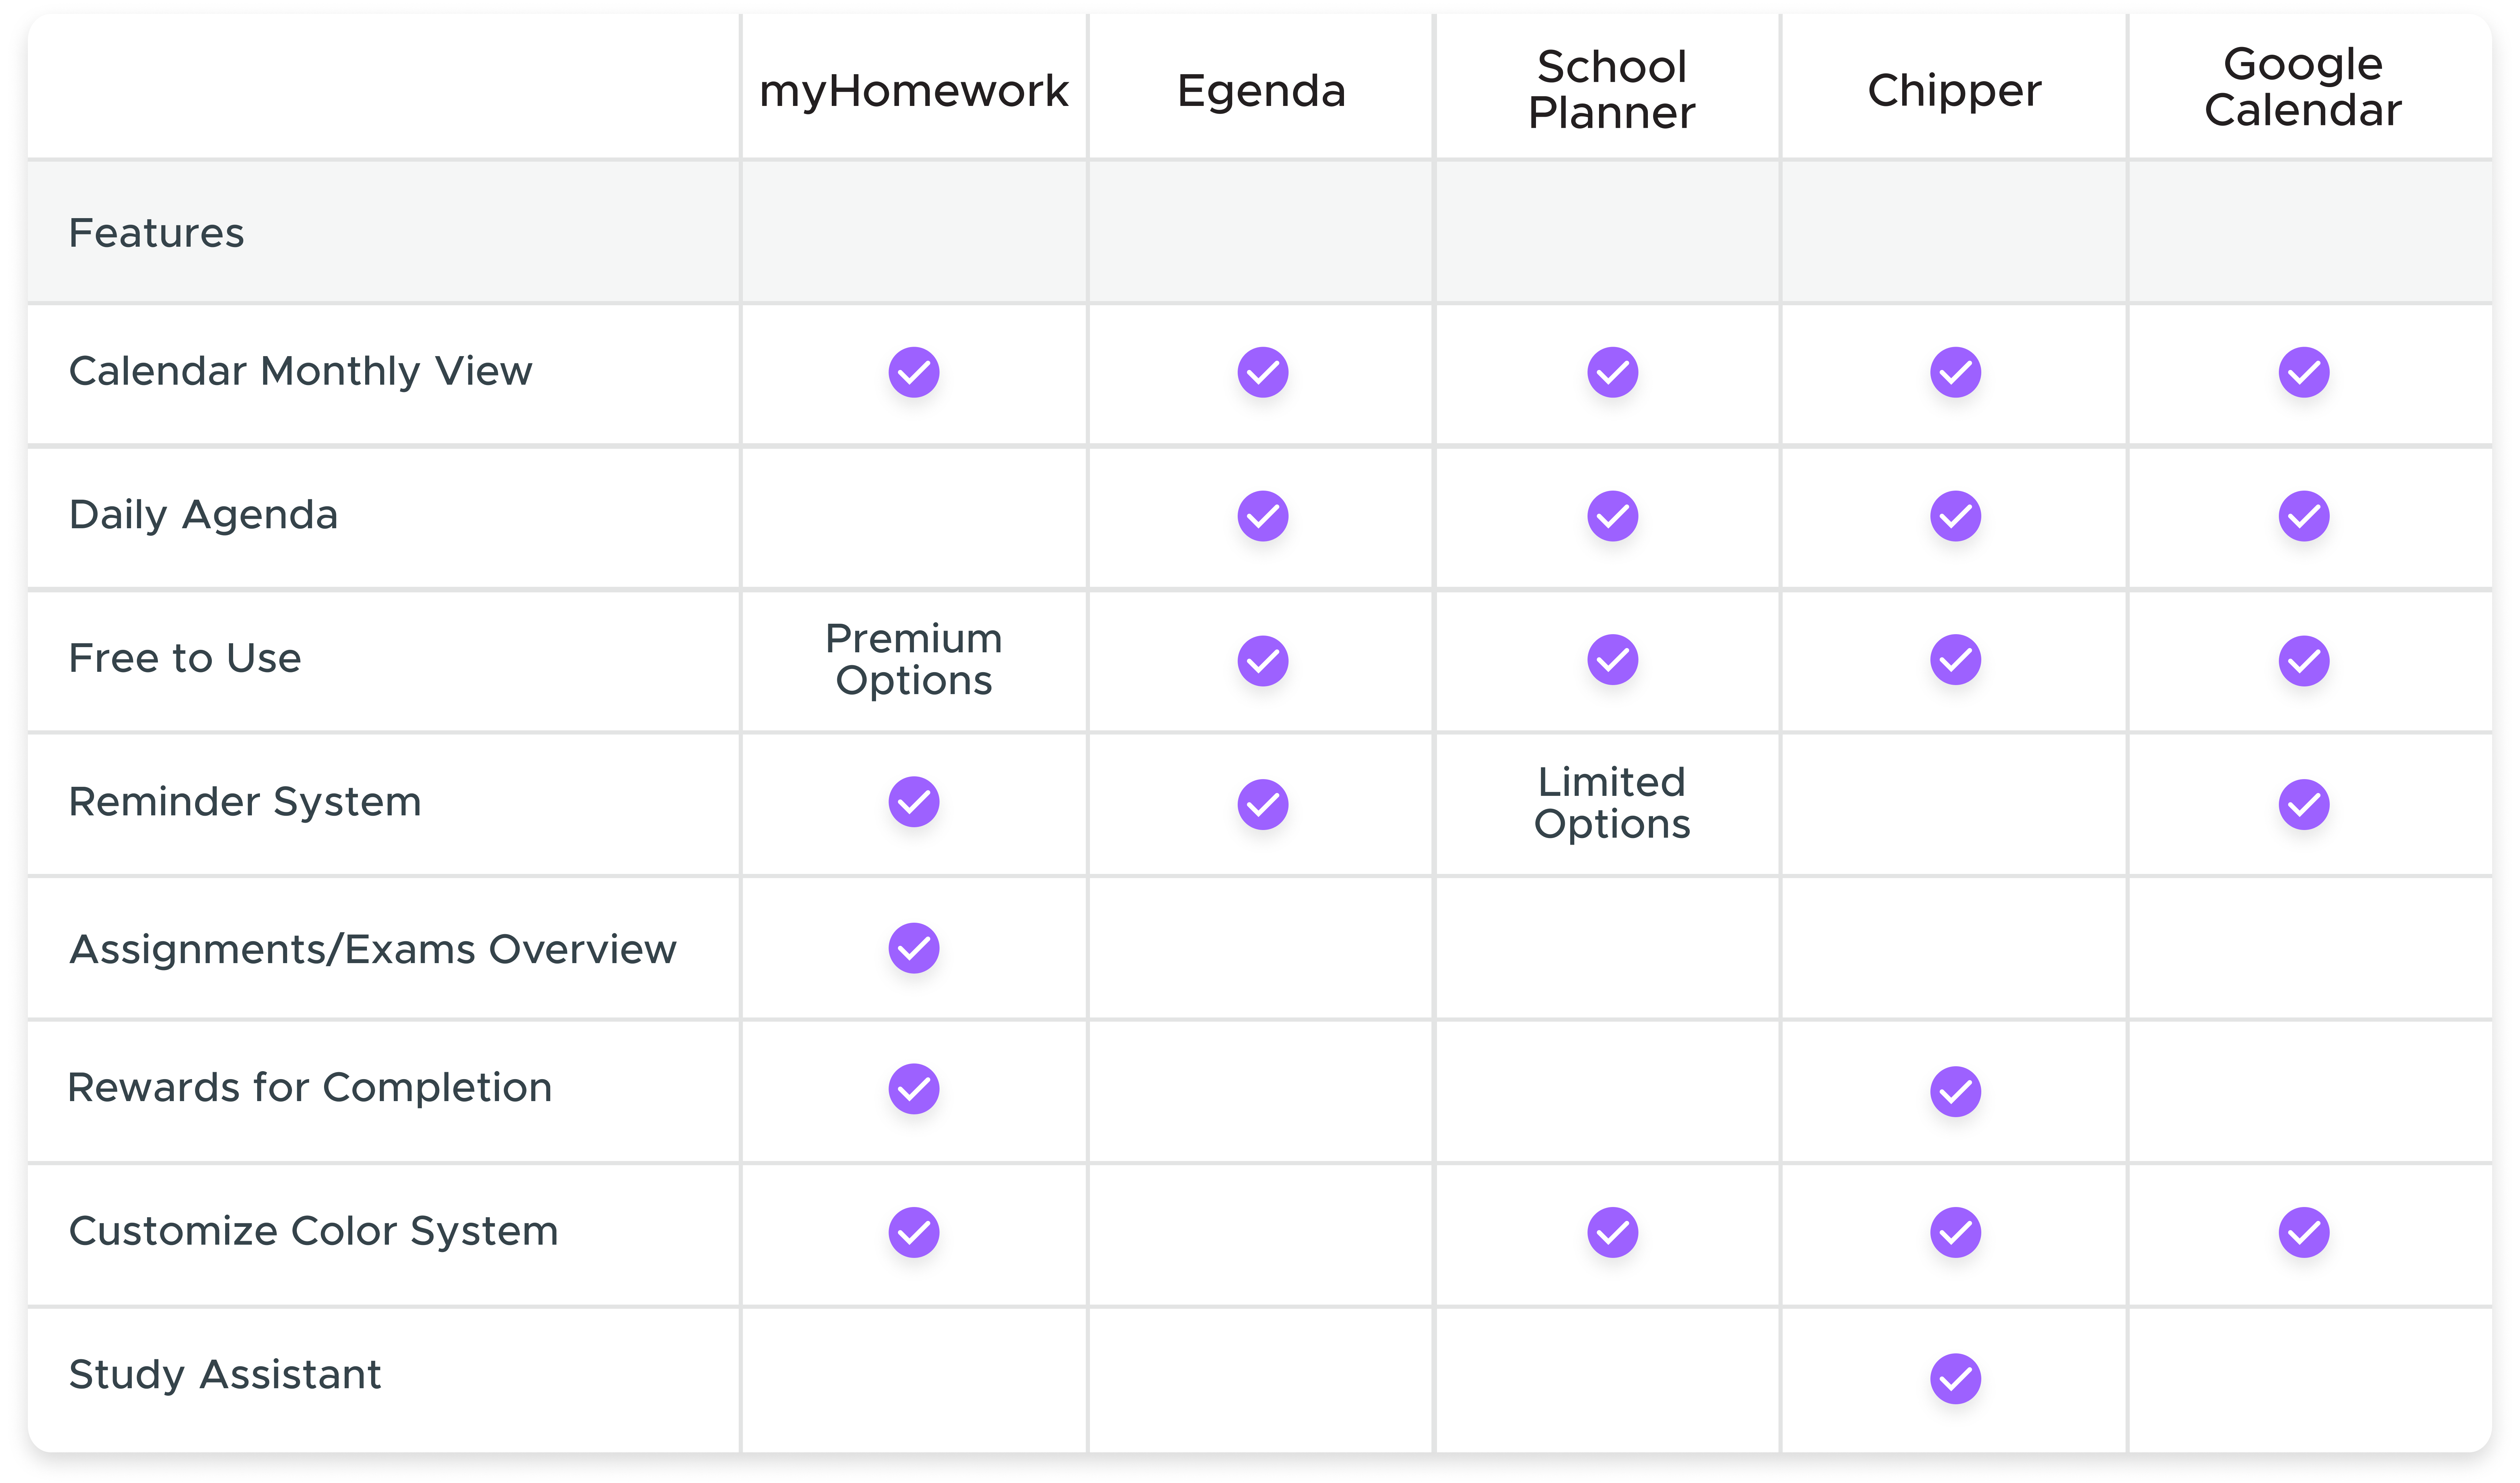 myHomework
Egenda
School
Planner
Chipper
Google
Calendar
Features
Calendar Monthly View
Daily Agenda
Free to Use
Premium
Options
Reminder System
Limited
Options
Assignments/Exams Overview
Rewards for Completion
Customize Color System
Study Assistant